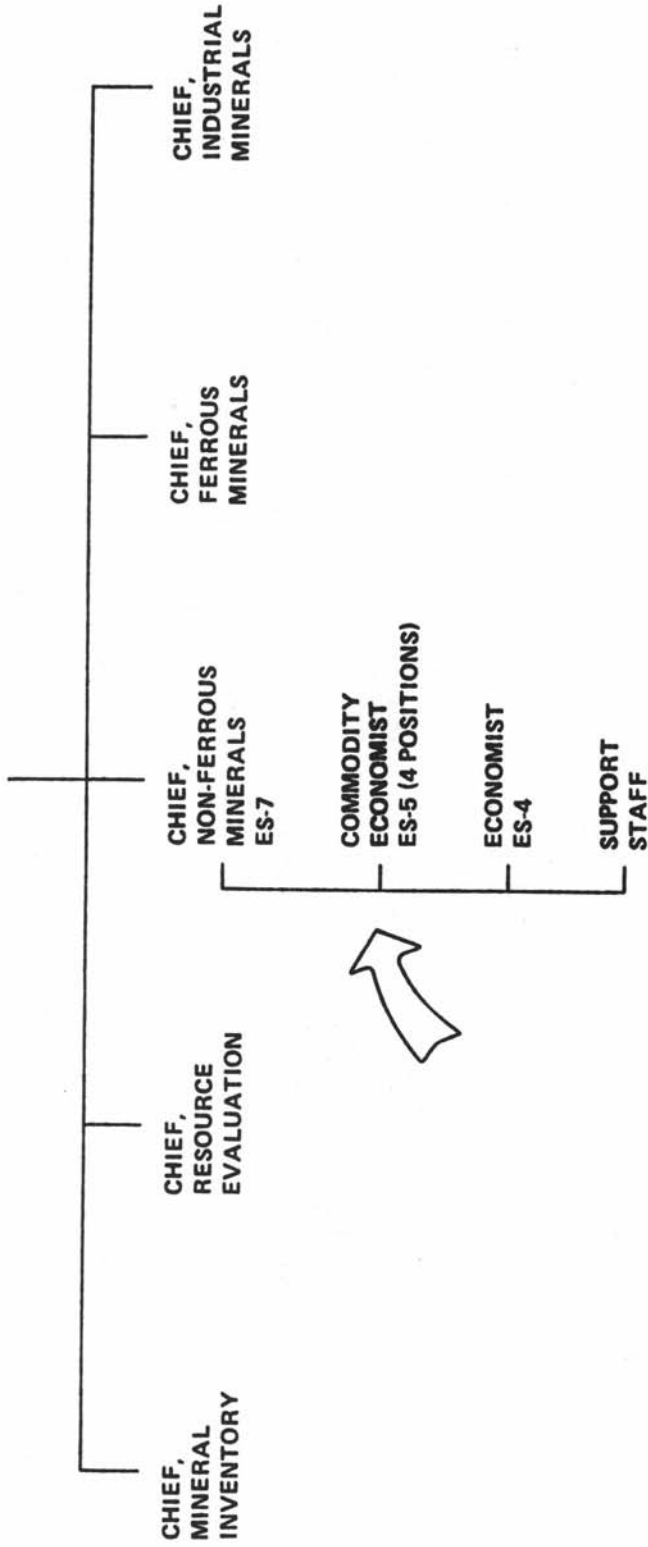 CHIEF,
MINERAL
INVENTORY
CHIEF,
RESOURCE
EVALUATION
CHIEF,
NON-FERROUS
MINERALS
ES-7
COMMODITY
ECONOMIST
ES-5 (4 POSITIONS)
ECONOMIST
ES-4
SUPPORT
STAFF
CHIEF,
FERROUS
MINERALS
CHIEF,
INDUSTRIAL
MINERALS